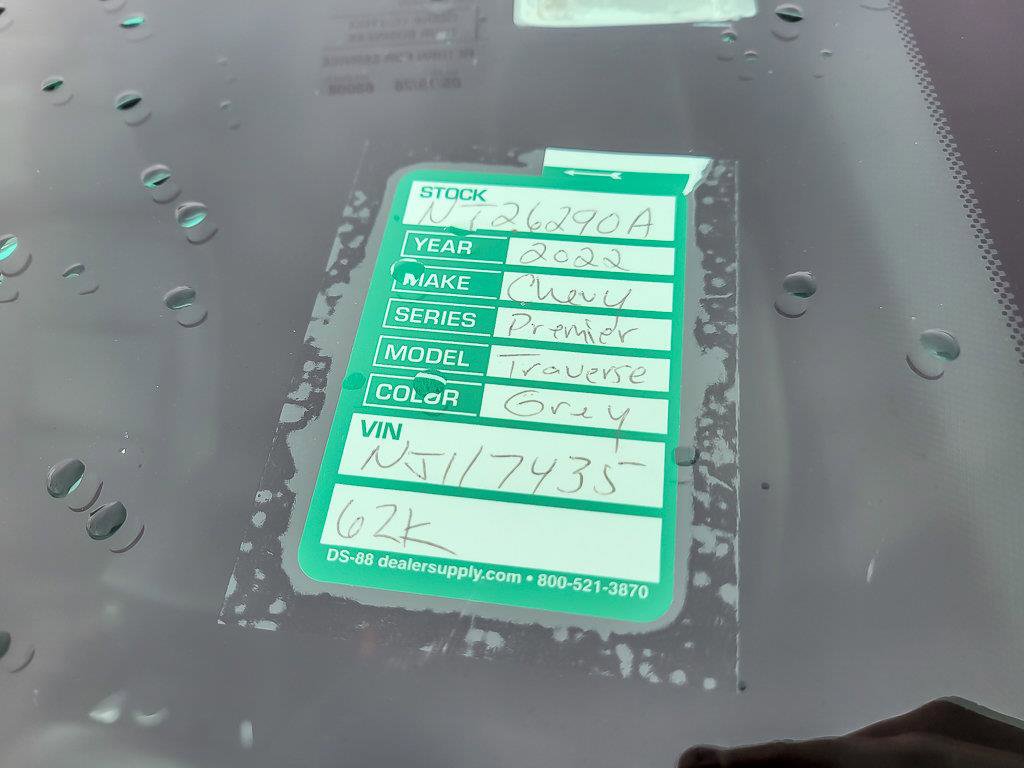 STOCK
NT26290A
YEAR 2022
MAKE Chevy
SERIES Premier
MODEL Traverse
COLOR Grey
VIN
NJ117435
62K
DS-88 dealersupply.com • 800-521-3870